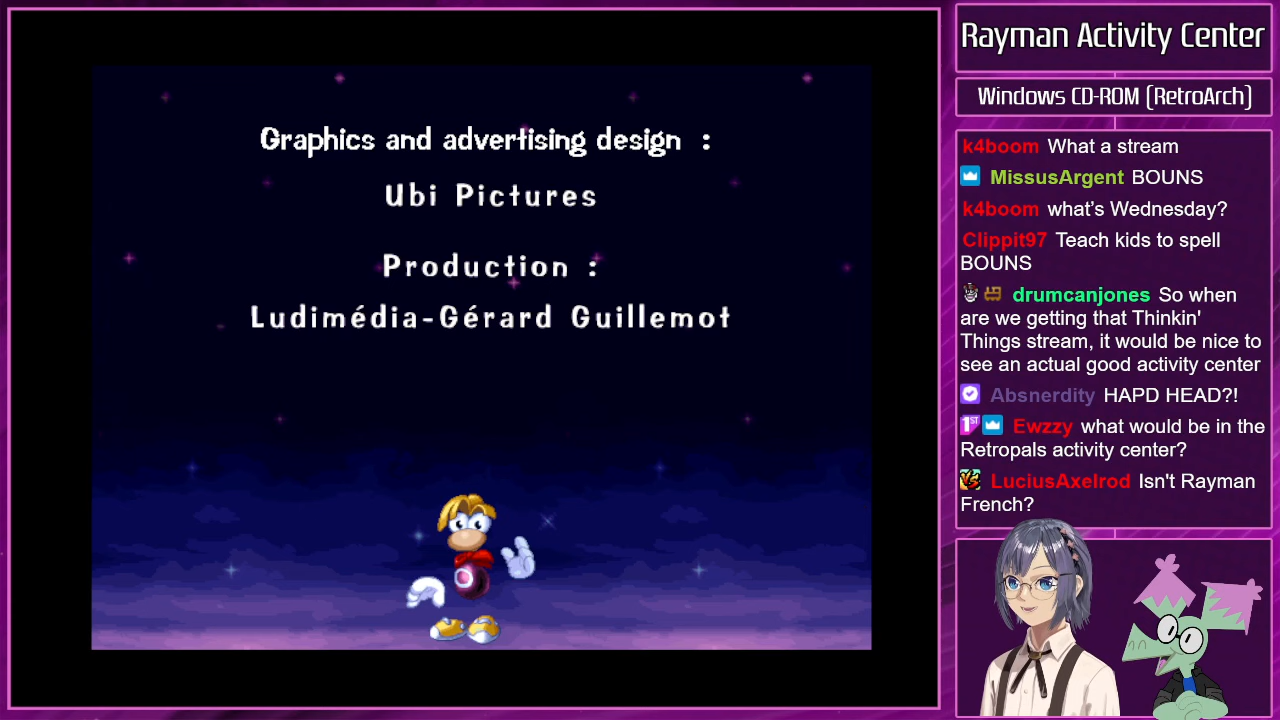 Graphics and advertising design :
Ubi Pictures
Production :
Ludimédia-Gérard Guillemot
Rayman Activity Center
Windows CD-ROM (RetroArch)
k4boom What a stream
MissusArgent BOUNS
k4boom what's Wednesday?
Clippit97 Teach kids to spell
BOUNS
drumcanjones So when
are we getting that Thinkin'
Things stream, it would be nice to
see an actual good activity center
Absnerdity HAPD HEAD?!
1ST Ewzzy what would be in the
Retropals activity center?
VS LuciusAxelrod Isn't Rayman
French?